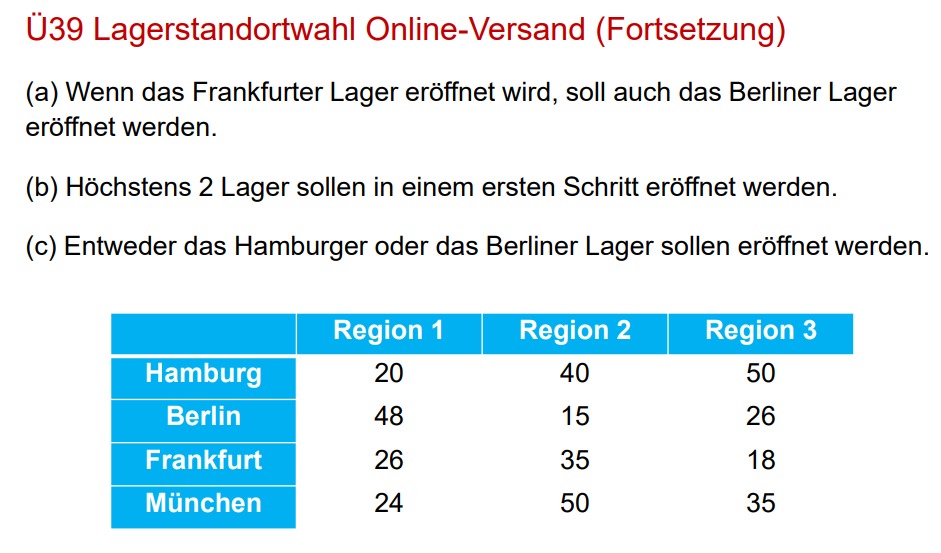 Ü39 Lagerstandortwahl Online-Versand (Fortsetzung)
(a) Wenn das Frankfurter Lager eröffnet wird, soll auch das Berliner Lager
eröffnet werden.
(b) Höchstens 2 Lager sollen in einem ersten Schritt eröffnet werden.
(c) Entweder das Hamburger oder das Berliner Lager sollen eröffnet werden.
Region 1 Region 2 Region 3
Hamburg 20 40 50
Berlin 48 15 26
Frankfurt 26 35 18
München 24 50 35